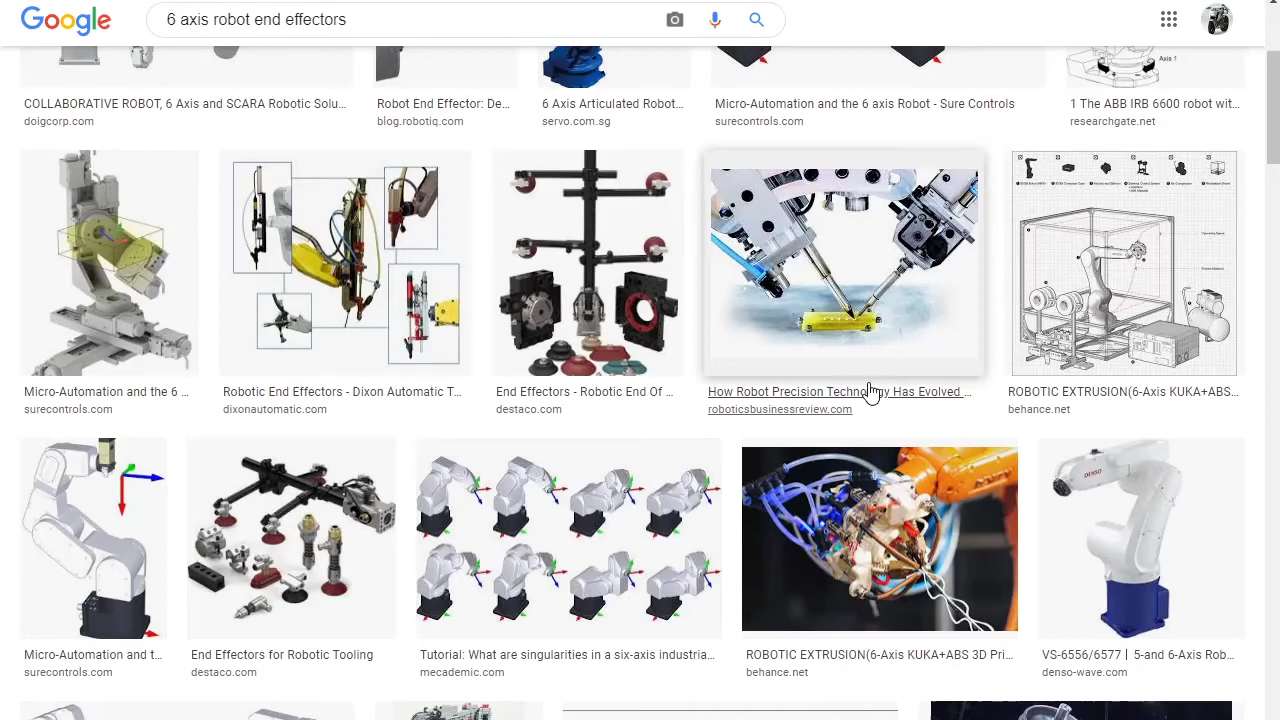 Google
6 axis robot end effectors
Axis 1
COLLABORATIVE ROBOT, 6 Axis and SCARA Robotic Solu...
doigcorp.com
Robot End Effector: De...
blog.robotiq.com
6 Axis Articulated Robot...
servo.com.sg
Micro-Automation and the 6 axis Robot - Sure Controls
surecontrols.com
1 The ABB IRB 6600 robot wit...
researchgate.net
Micro-Automation and the 6 ...
surecontrols.com
Robotic End Effectors - Dixon Automatic T...
dixonautomatic.com
End Effectors - Robotic End Of ...
destaco.com
How Robot Precision Technology Has Evolved ...
roboticsbusinessreview.com
ROBOTIC EXTRUSION(6-Axis KUKA+ABS...
behance.net
DENSO
Micro-Automation and t...
surecontrols.com
End Effectors for Robotic Tooling
destaco.com
Tutorial: What are singularities in a six-axis industria...
mecademic.com
ROBOTIC EXTRUSION(6-Axis KUKA+ABS 3D Pri...
behance.net
VS-6556/6577 | 5-and 6-Axis Rob...
denso-wave.com